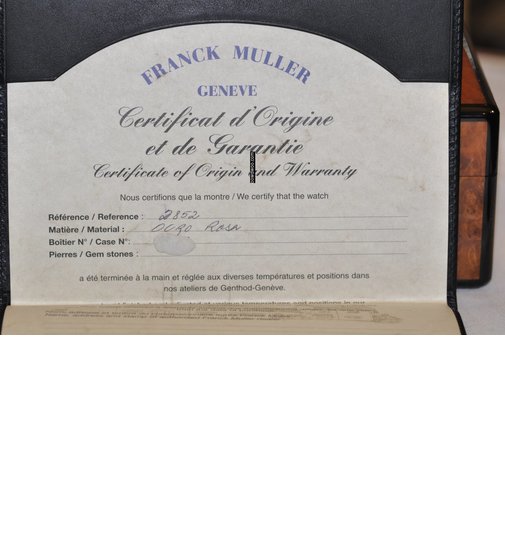 FRANCK MULLER
GENEVE
Certificat d'Origine
et de Garantie
Certificate of Origin and Warranty
Nous certifions que la montre / We certify that the watch
Référence / Reference : 2852
Matière / Material : ORO ROSA
Boîtier N° / Case N°:
Pierres / Gem stones :
a été terminée à la main et réglée aux diverses températures et positions dans
nos ateliers de Genthod-Genève.